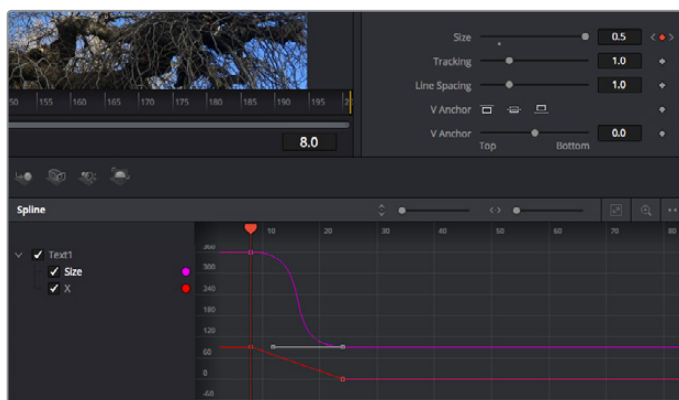 Size 0.5
Tracking 1.0
Line Spacing 1.0
V Anchor
V Anchor 0.0
Top Bottom
50 155 160 165 170 175 180 185 190 195 2
8.0
Spline
10 20 30 40 50 60 70 80
Text1
Size
X
360
300
240
180
120
60
0
-60